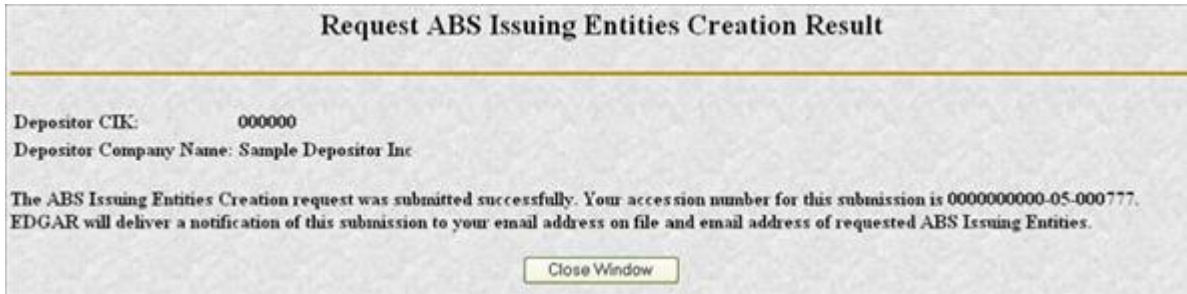 Request ABS Issuing Entities Creation Result
Depositor CIK: 000000
Depositor Company Name: Sample Depositor Inc
The ABS Issuing Entities Creation request was submitted successfully. Your accession number for this submission is 0000000000-05-000777.
EDGAR will deliver a notification of this submission to your email address on file and email address of requested ABS Issuing Entities.
Close Window